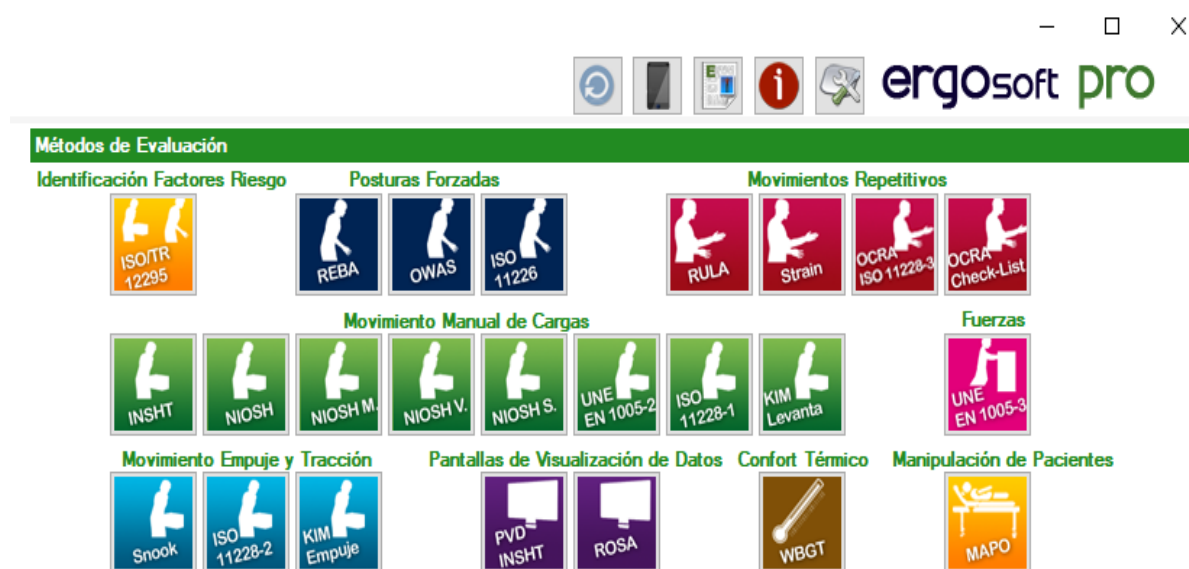 ergosoft pro
Métodos de Evaluación
Identificación Factores Riesgo
Posturas Forzadas
Movimientos Repetitivos
ISO/TR
12295
REBA
OWAS
ISO
11226
RULA
Strain
OCRA
ISO 11228-3
OCRA
Check-List
Movimiento Manual de Cargas
Fuerzas
INSHT
NIOSH
NIOSH M.
NIOSH V.
NIOSH S.
UNE
EN 1005-2
ISO
11228-1
KIM
Levanta
UNE
EN 1005-3
Movimiento Empuje y Tracción
Pantallas de Visualización de Datos
Confort Térmico
Manipulación de Pacientes
Snook
ISO
11228-2
KIM
Empuje
PVD
INSHT
ROSA
WBGT
MAPO